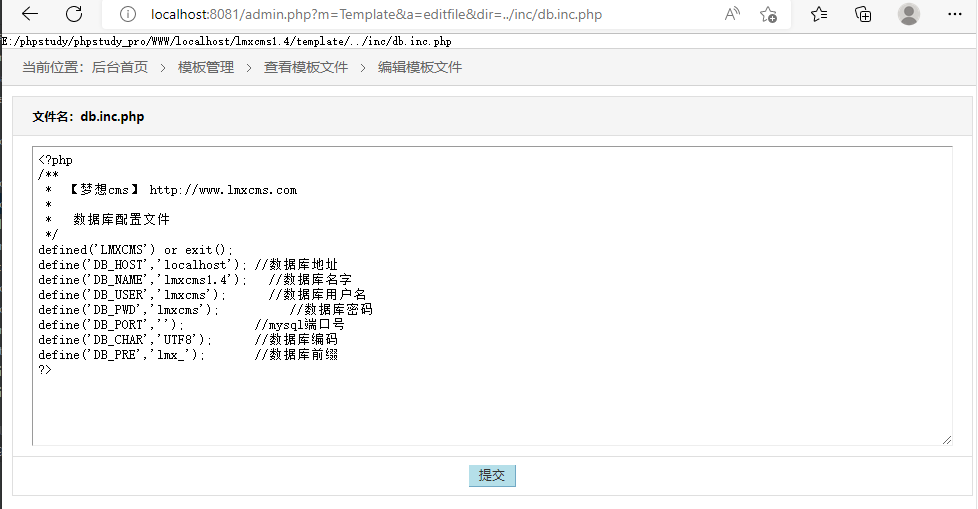 localhost:8081/admin.php?m=Template&a=editfile&dir=../inc/db.inc.php
E:/phpstudy/phpstudy_pro/WWW/localhost/lmxcms1.4/template/../inc/db.inc.php
当前位置：后台首页 > 模板管理 > 查看模板文件 > 编辑模板文件
文件名：db.inc.php
<?php
/**
 *  【梦想cms】 http://www.lmxcms.com
 *
 *   数据库配置文件
 */
defined('LMXCMS') or exit();
define('DB_HOST','localhost'); //数据库地址
define('DB_NAME','lmxcms1.4');   //数据库名字
define('DB_USER','lmxcms');      //数据库用户名
define('DB_PWD','lmxcms');          //数据库密码
define('DB_PORT','');          //mysql端口号
define('DB_CHAR','UTF8');      //数据库编码
define('DB_PRE','lmx_');       //数据库前缀
?>
提交